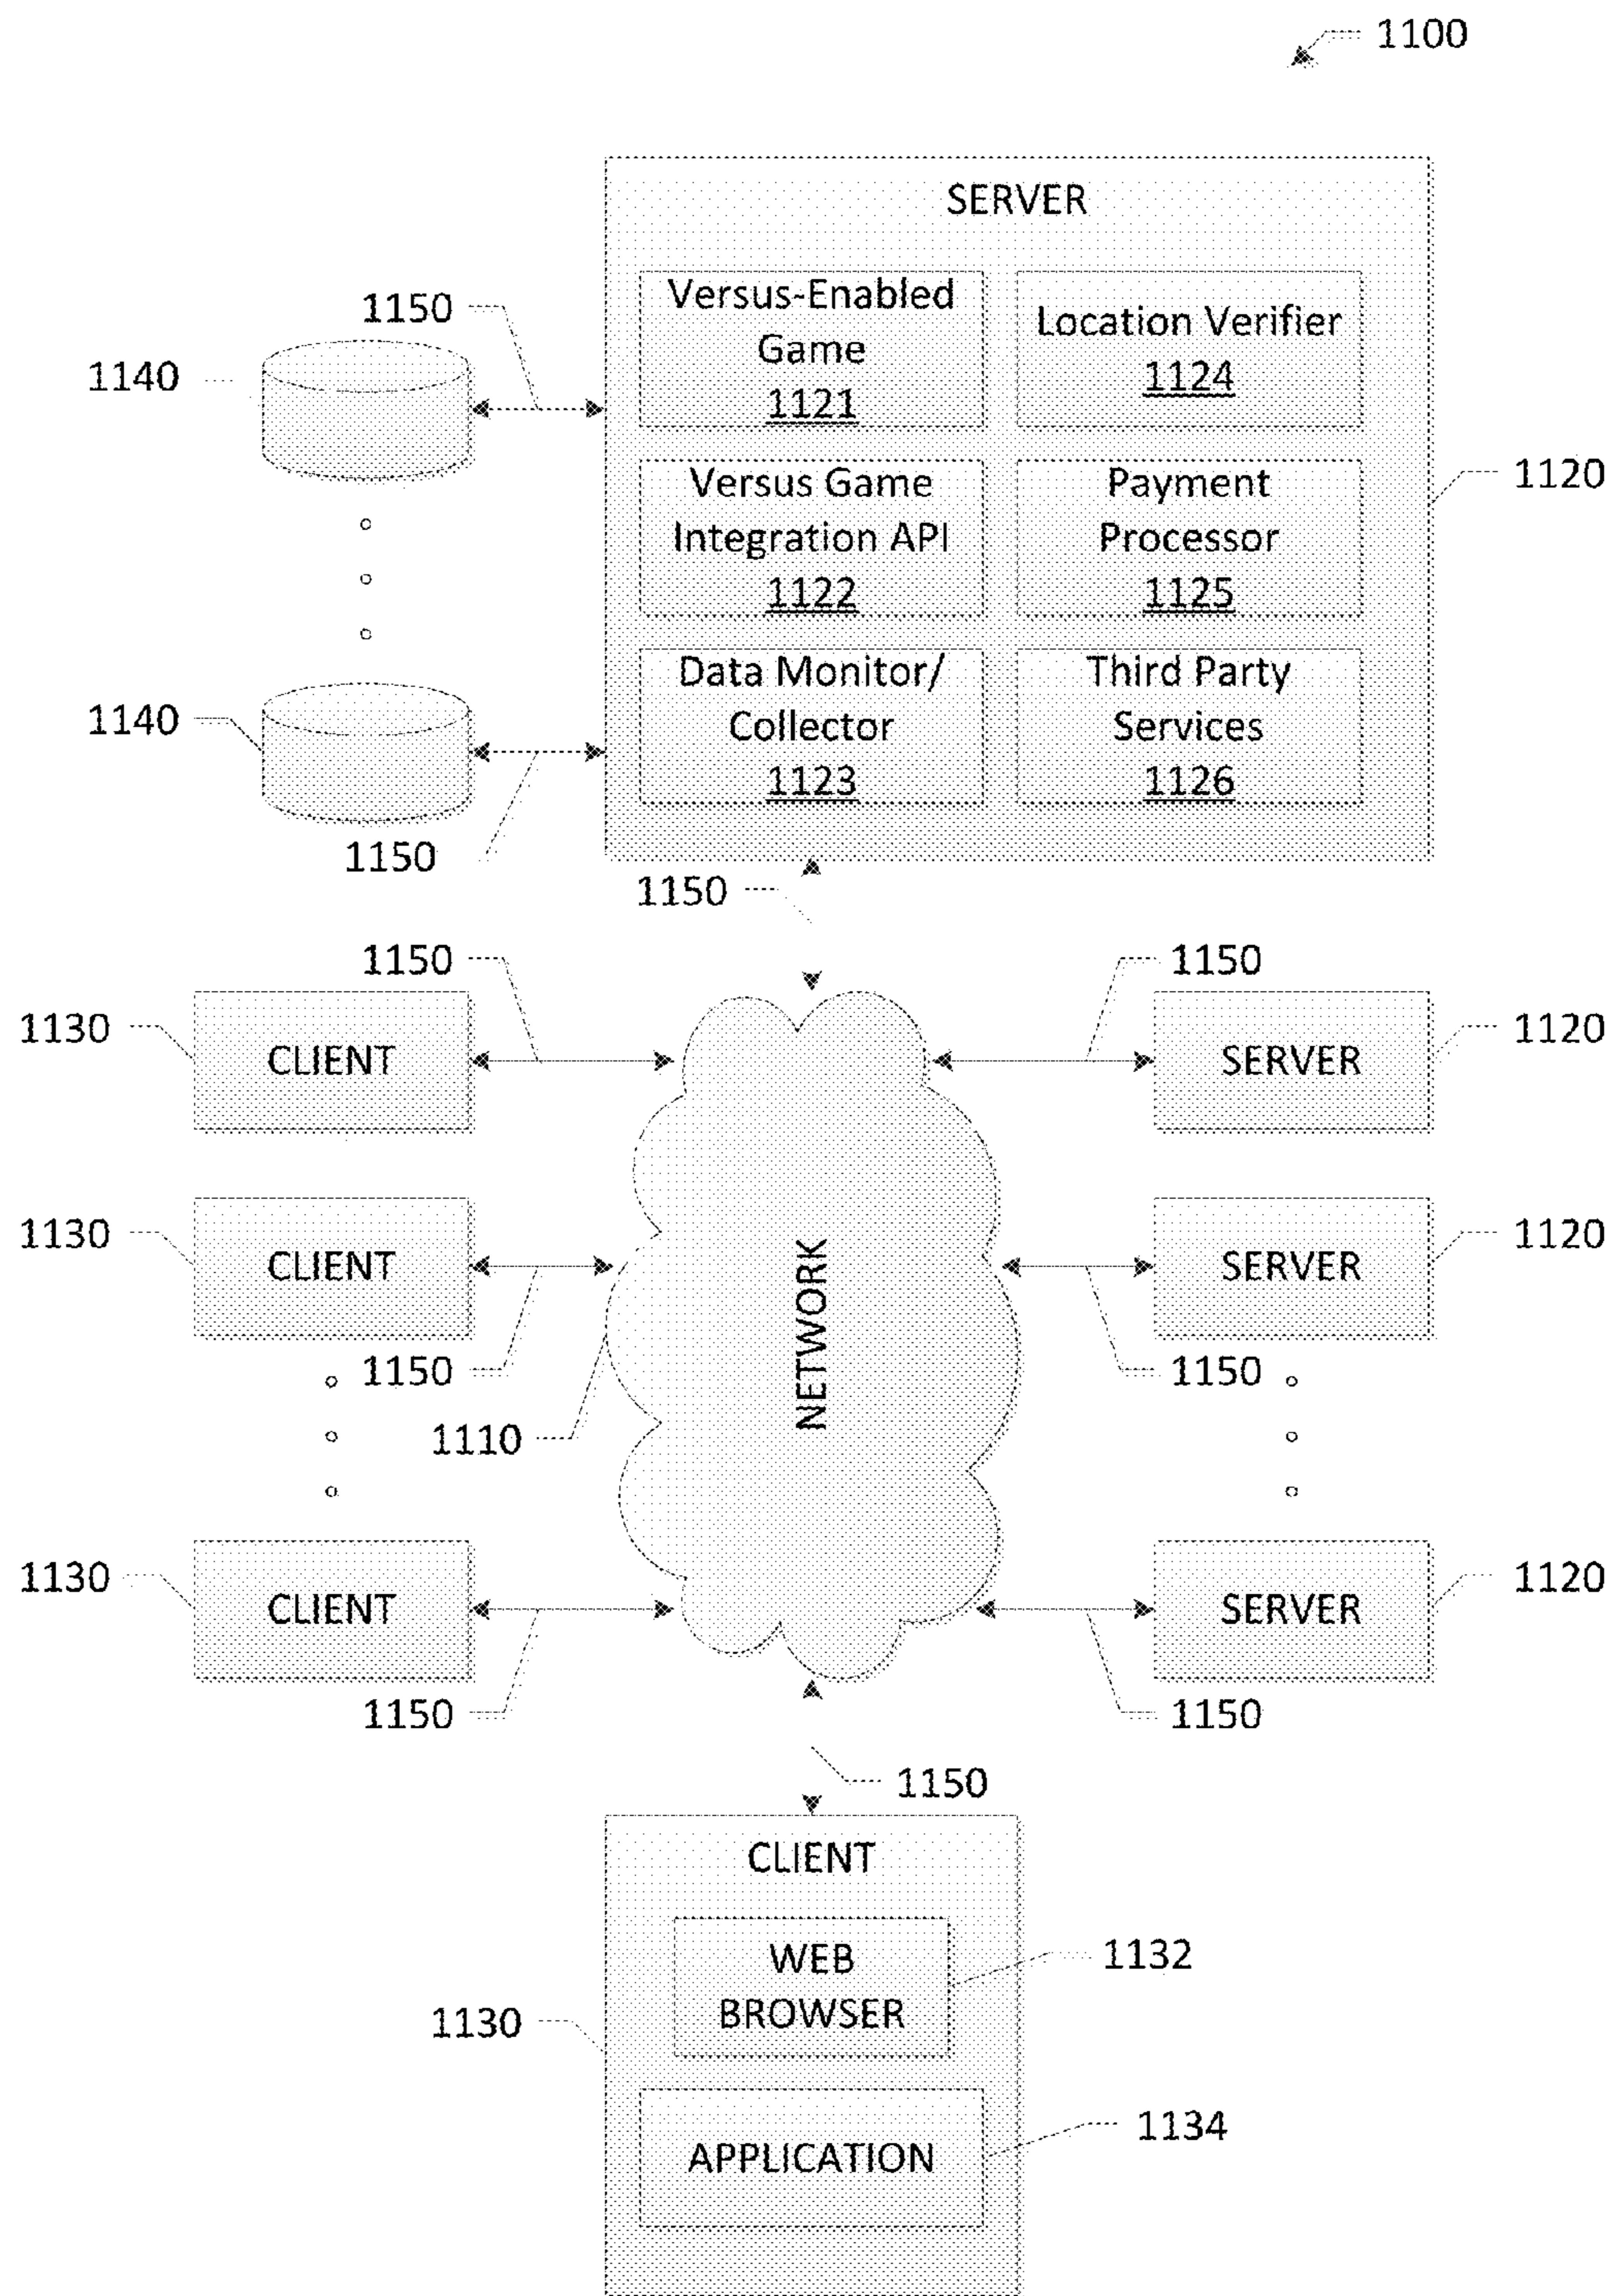 1100
SERVER
Versus-Enabled
Game
1121
Location Verifier
1124
1150
1140
Versus Game
Integration API
1122
Payment
Processor
1125
1120
Data Monitor/
Collector
1123
Third Party
Services
1126
1140
1150
1150
1150
1150
1130
CLIENT
SERVER
1120
1130
CLIENT
SERVER
1120
NETWORK
1150
1150
1110
1130
CLIENT
SERVER
1120
1150
1150
1150
CLIENT
WEB
BROWSER
1132
1130
APPLICATION
1134